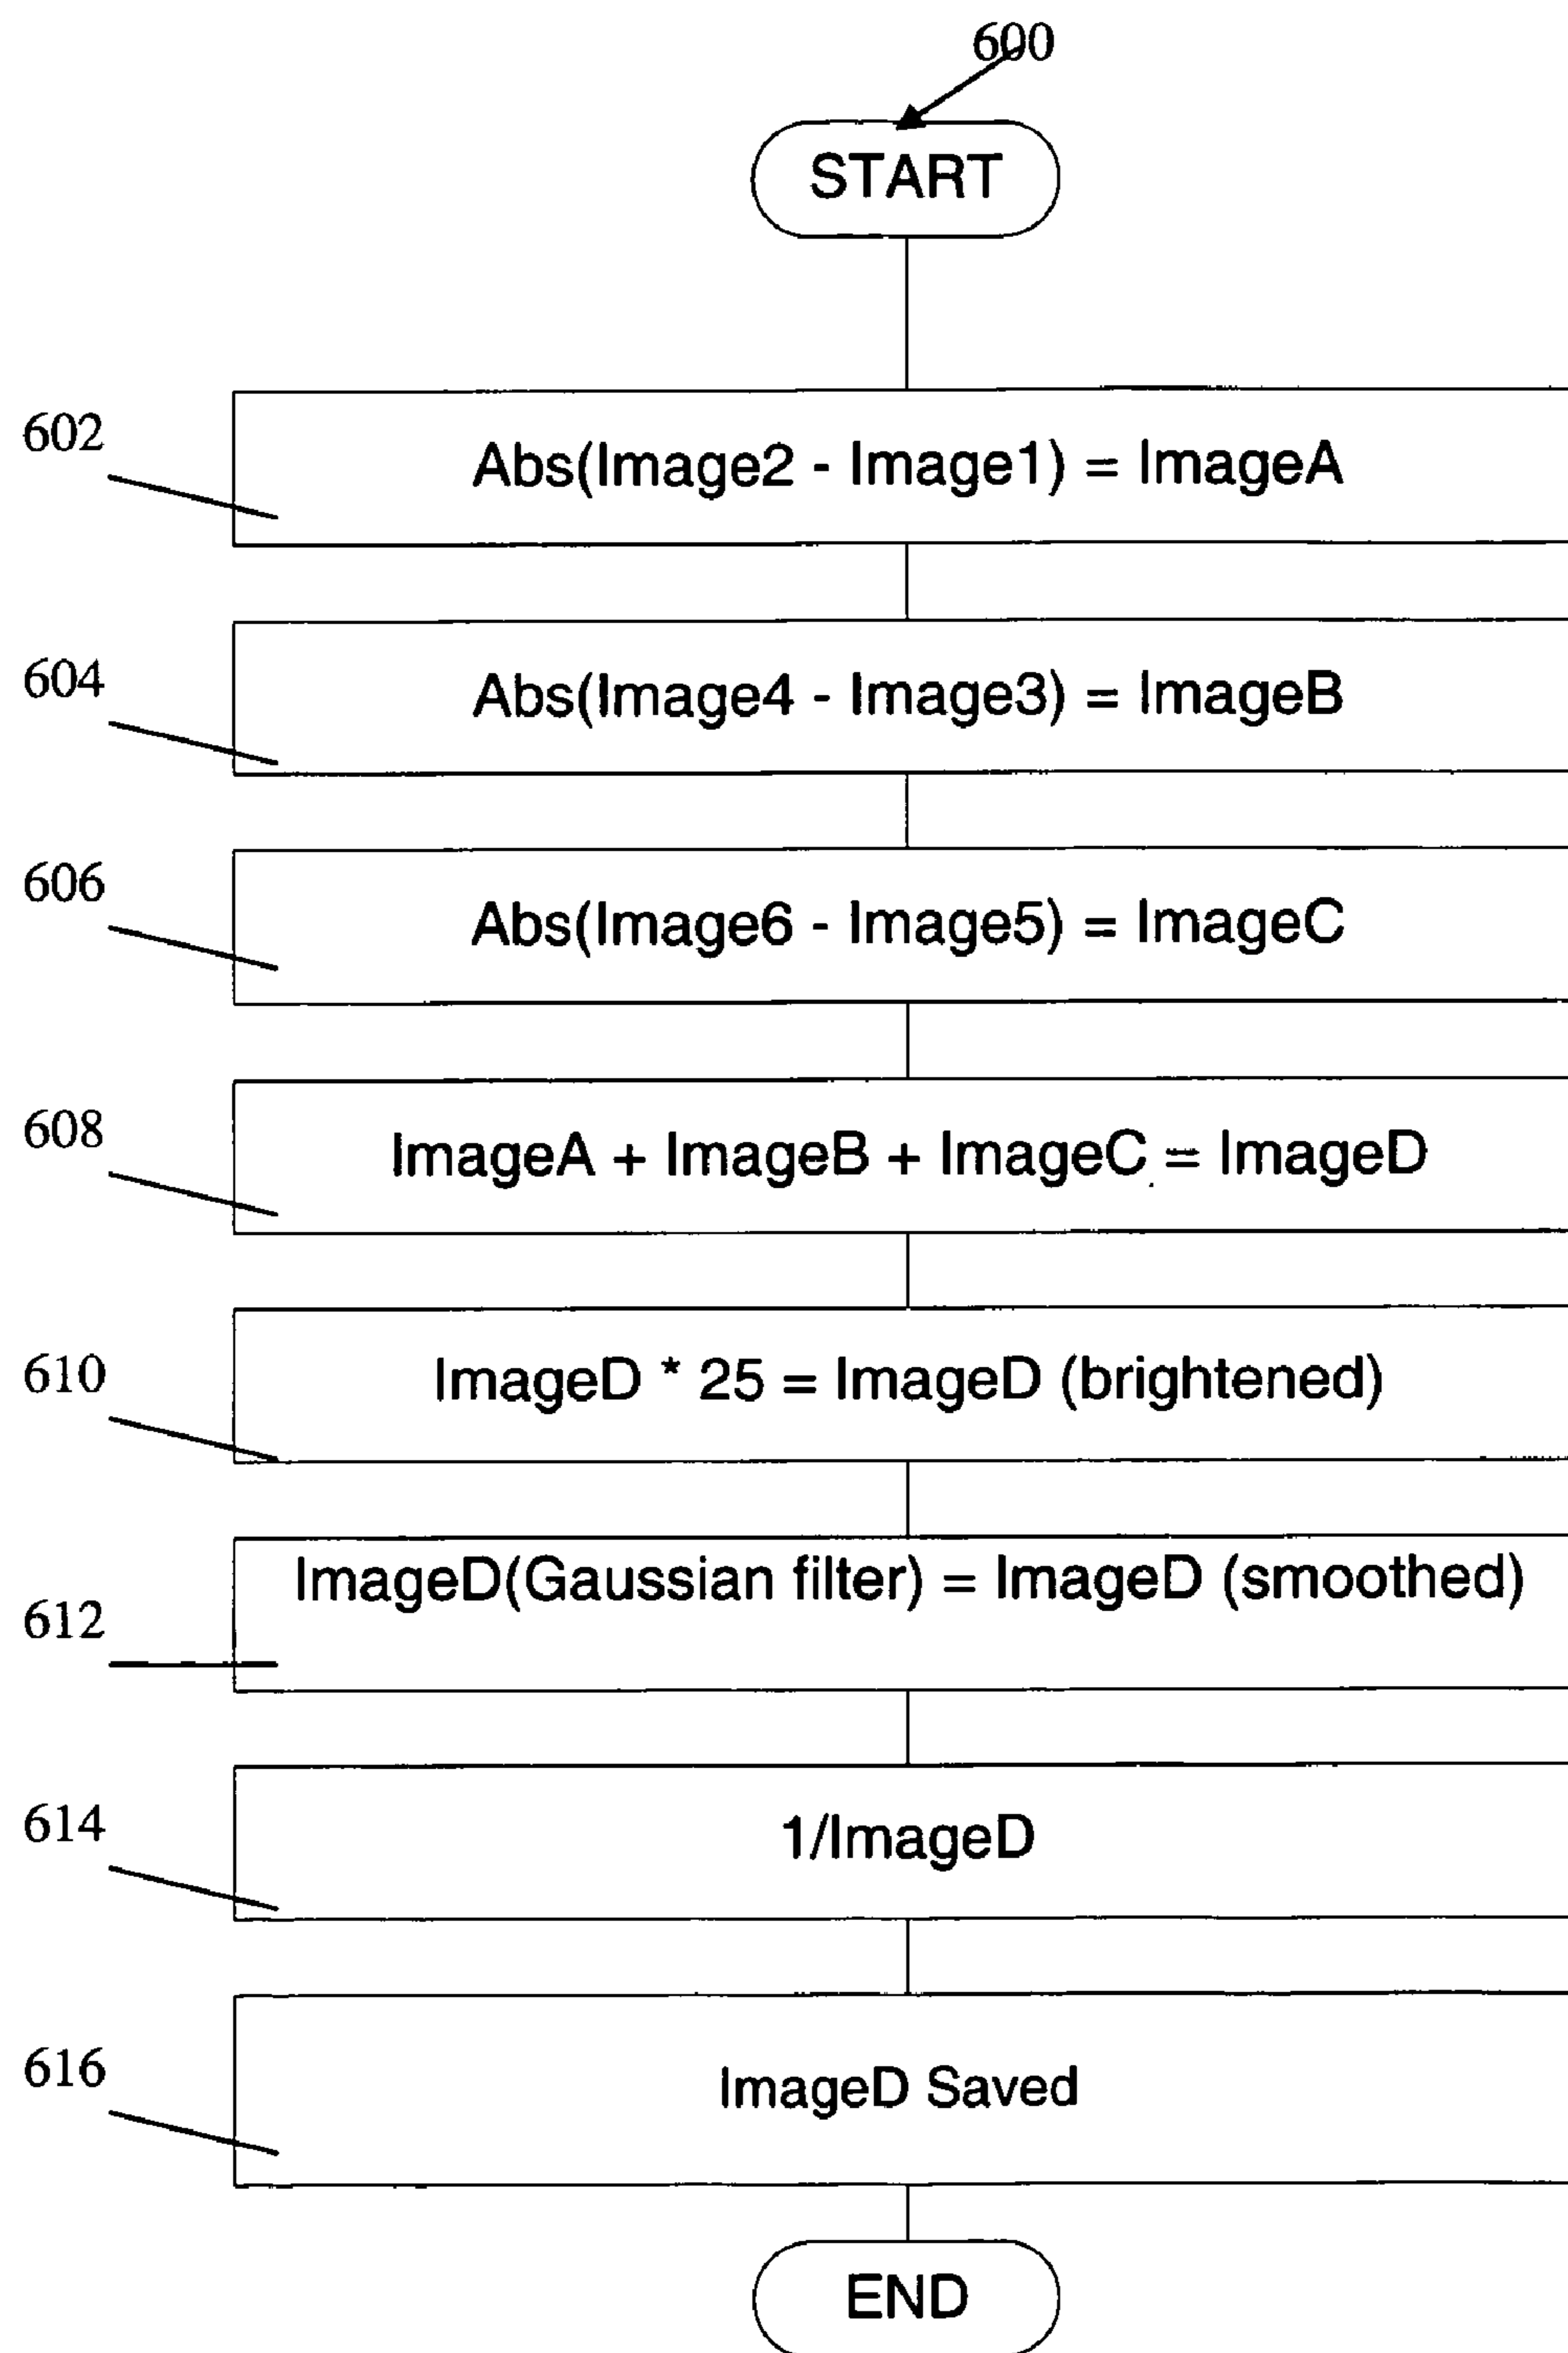 600
START
602
Abs(Image2 - Image1) = ImageA
604
Abs(Image4 - Image3) = ImageB
606
Abs(Image6 - Image5) = ImageC
608
ImageA + ImageB + ImageC = ImageD
610
ImageD * 25 = ImageD (brightened)
612
ImageD(Gaussian filter) = ImageD (smoothed)
614
1/ImageD
616
ImageD Saved
END